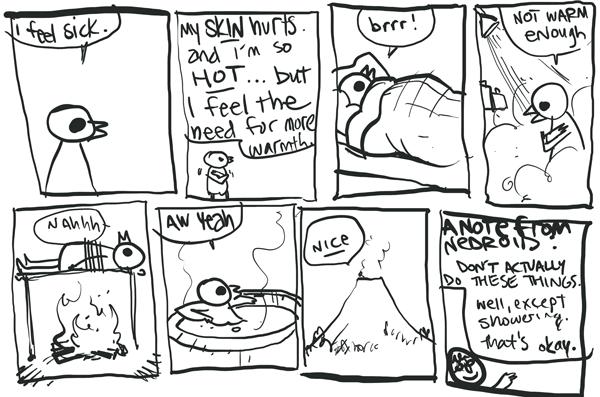 I feel sick.
My SKIN hurts.
and I'm so
HOT... but
I feel the
need for more
warmth.
brrr!
NOT WARM
enough
NAhhh
AW Yeah
NICE
A NOTE FROM
NEDROID:
DON'T ACTUALLY
DO THESE THINGS.
well, except
showering.
that's
okay.